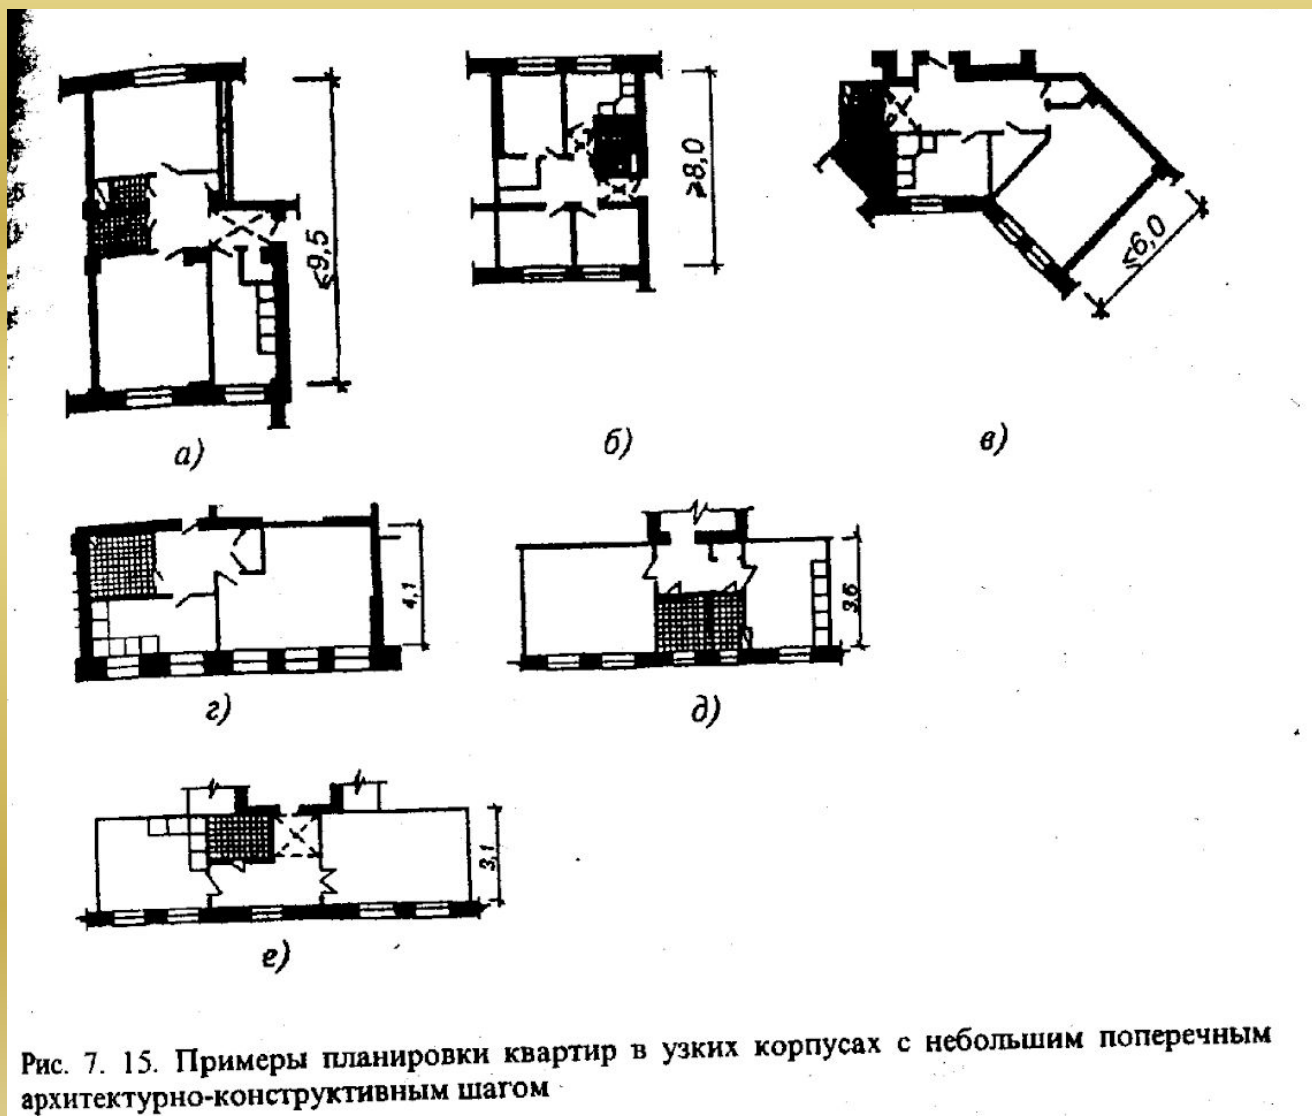 ≤9,5
≥8,0
≤6,0
а)
б)
в)
4,1
3,6
г)
д)
3,1
е)
Рис. 7. 15. Примеры планировки квартир в узких корпусах с небольшим поперечным
архитектурно-конструктивным шагом